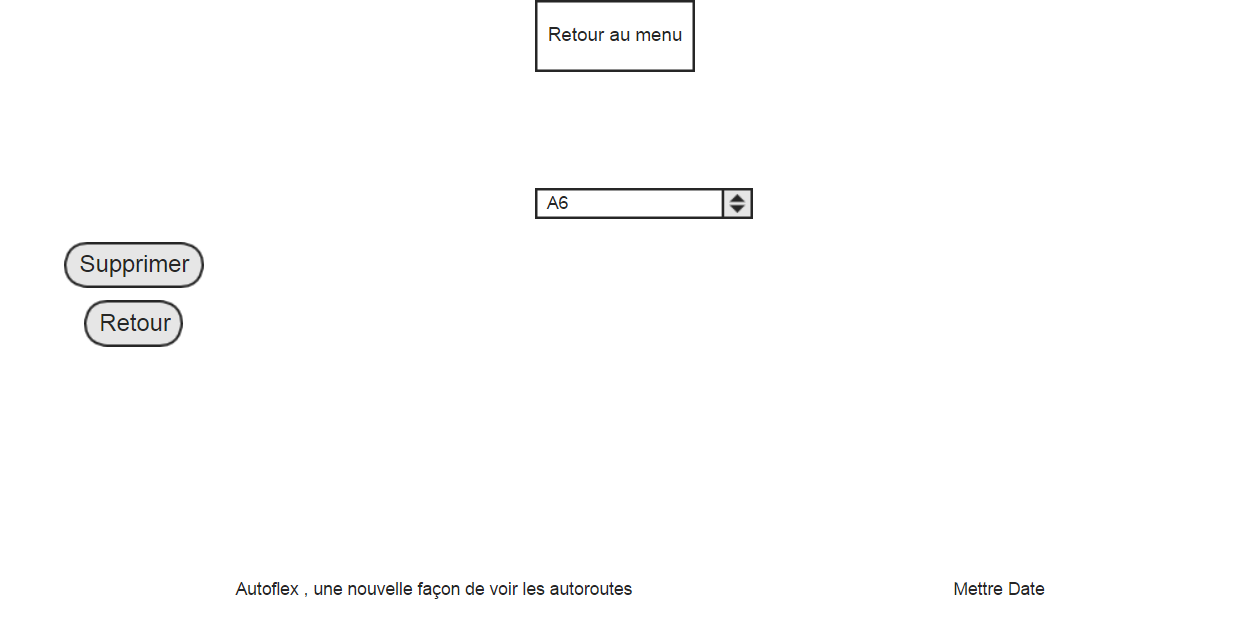 Retour au menu
A6
Supprimer
Retour
Autoflex , une nouvelle façon de voir les autoroutes
Mettre Date